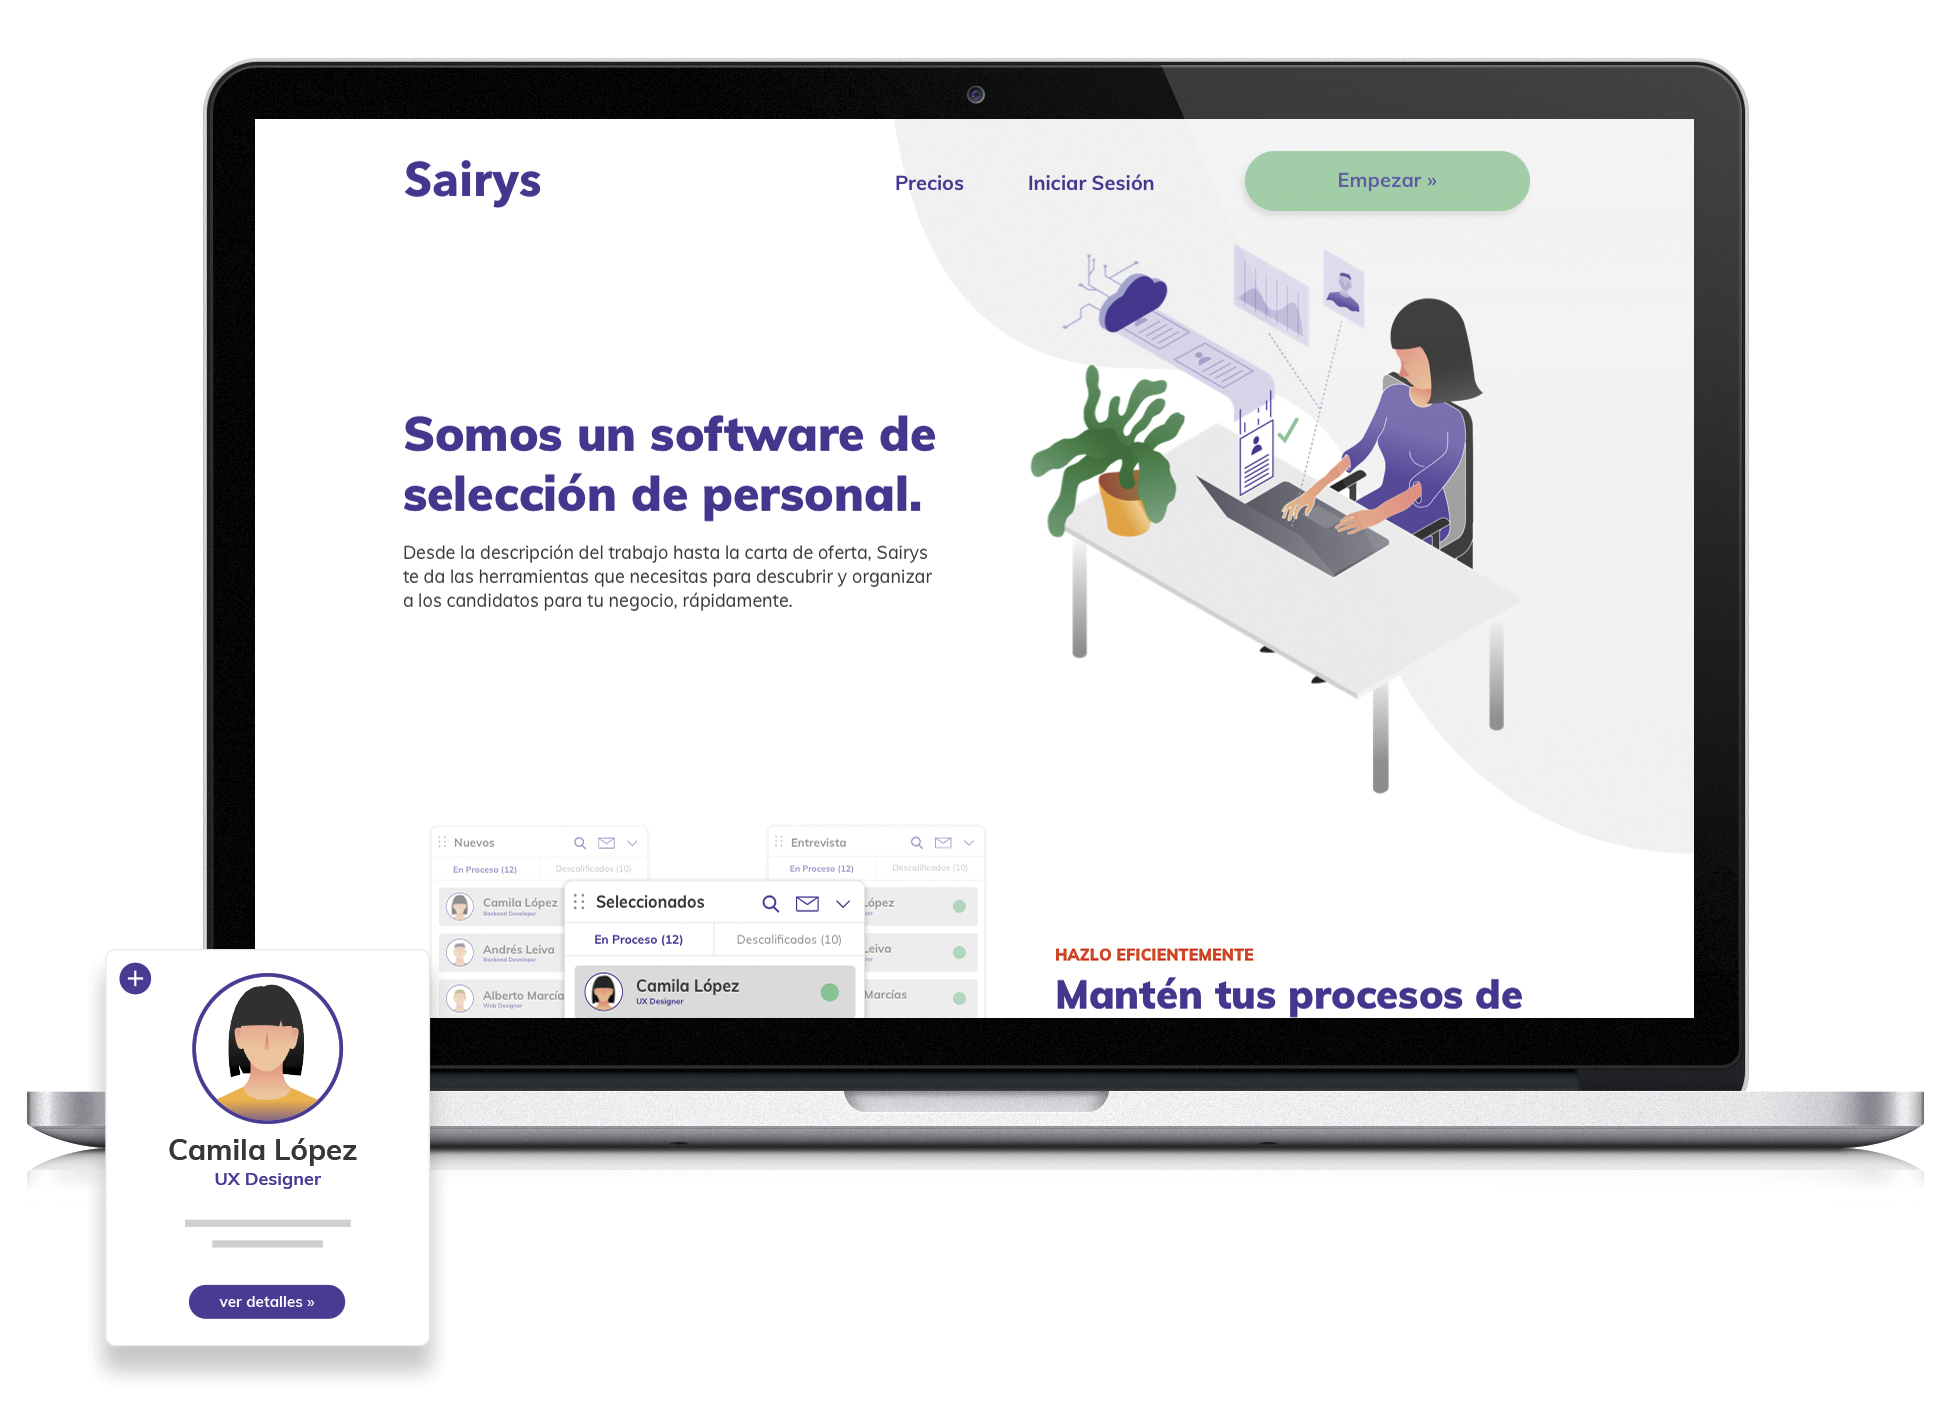 Sairys
Precios
Iniciar Sesión
Empezar »
Somos un software de
selección de personal.
Desde la descripción del trabajo hasta la carta de oferta, Sairys
te da las herramientas que necesitas para descubrir y organizar
a los candidatos para tu negocio, rápidamente.
Nuevos
En Proceso (12)
Descalificados (10)
Camila López
Backend Developer
Andrés Leiva
Backend Developer
Alberto Marcía
Web Designer
Seleccionados
En Proceso (12)
Descalificados (10)
Camila López
UX Designer
Entrevista
En Proceso (12)
Descalificados (10)
López
Leiva
Marcías
HAZLO EFICIENTEMENTE
Mantén tus procesos de
Camila López
UX Designer
ver detalles »